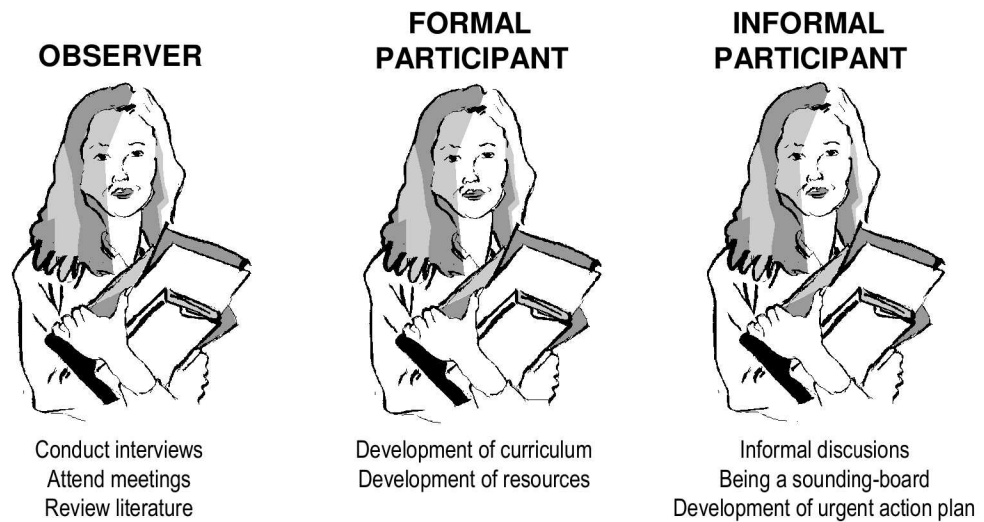 OBSERVER
Conduct interviews
Attend meetings
Review literature
FORMAL
PARTICIPANT
Development of curriculum
Development of resources
INFORMAL
PARTICIPANT
Informal discusions
Being a sounding-board
Development of urgent action plan